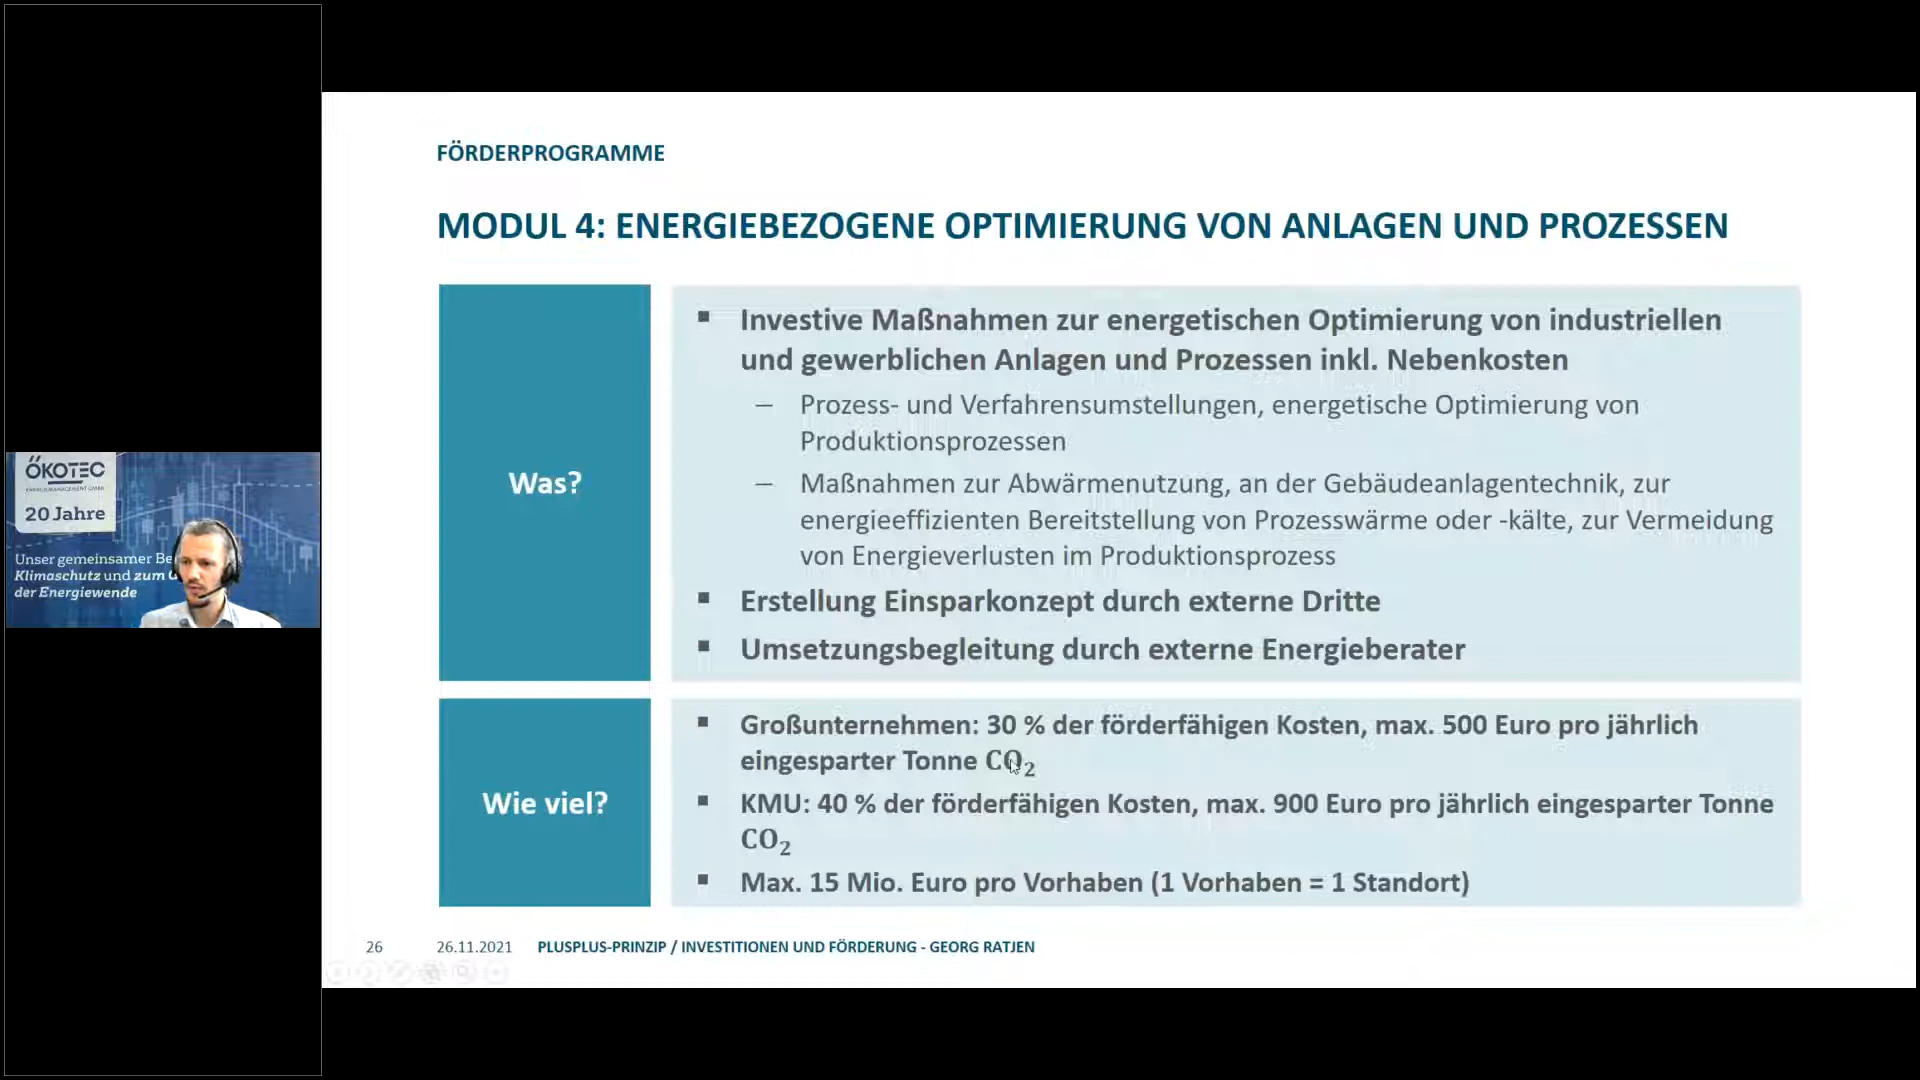 FÖRDERPROGRAMME
MODUL 4: ENERGIEBEZOGENE OPTIMIERUNG VON ANLAGEN UND PROZESSEN
Was?
▪ Investive Maßnahmen zur energetischen Optimierung von industriellen
und gewerblichen Anlagen und Prozessen inkl. Nebenkosten
– Prozess- und Verfahrensumstellungen, energetische Optimierung von
Produktionsprozessen
– Maßnahmen zur Abwärmenutzung, an der Gebäudeanlagentechnik, zur
energieeffizienten Bereitstellung von Prozesswärme oder -kälte, zur Vermeidung
von Energieverlusten im Produktionsprozess
▪ Erstellung Einsparkonzept durch externe Dritte
▪ Umsetzungsbegleitung durch externe Energieberater
Wie viel?
▪ Großunternehmen: 30 % der förderfähigen Kosten, max. 500 Euro pro jährlich
eingesparter Tonne CO₂
▪ KMU: 40 % der förderfähigen Kosten, max. 900 Euro pro jährlich eingesparter Tonne
CO₂
▪ Max. 15 Mio. Euro pro Vorhaben (1 Vorhaben = 1 Standort)
26 26.11.2021 PLUSPLUS-PRINZIP / INVESTITIONEN UND FÖRDERUNG - GEORG RATJEN
ÖKOTEC
20 Jahre
Unser gemeinsamer Be
Klimaschutz und zum
der Energiewende